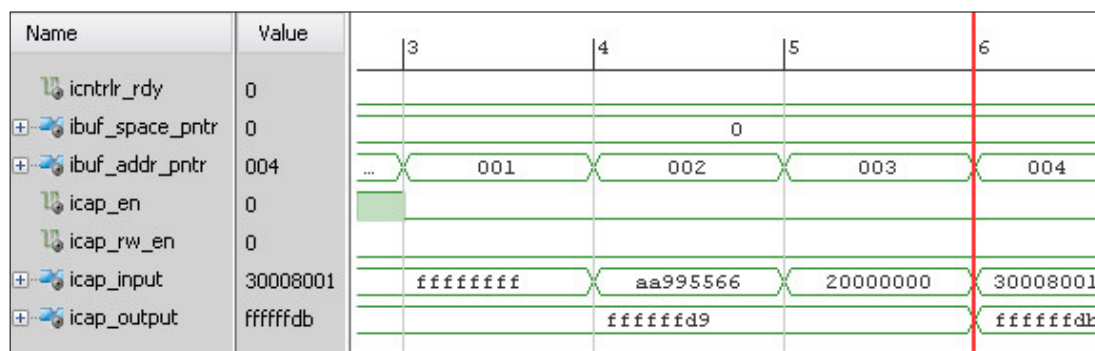 Name Value 3 4 5 6
icntrlr_rdy 0
ibuf_space_pntr 0 0
ibuf_addr_pntr 004 ... 001 002 003 004
icap_en 0
icap_rw_en 0
icap_input 30008001 ffffffff aa995566 20000000 30008001
icap_output ffffffdb ffffffd9 ffffffdb